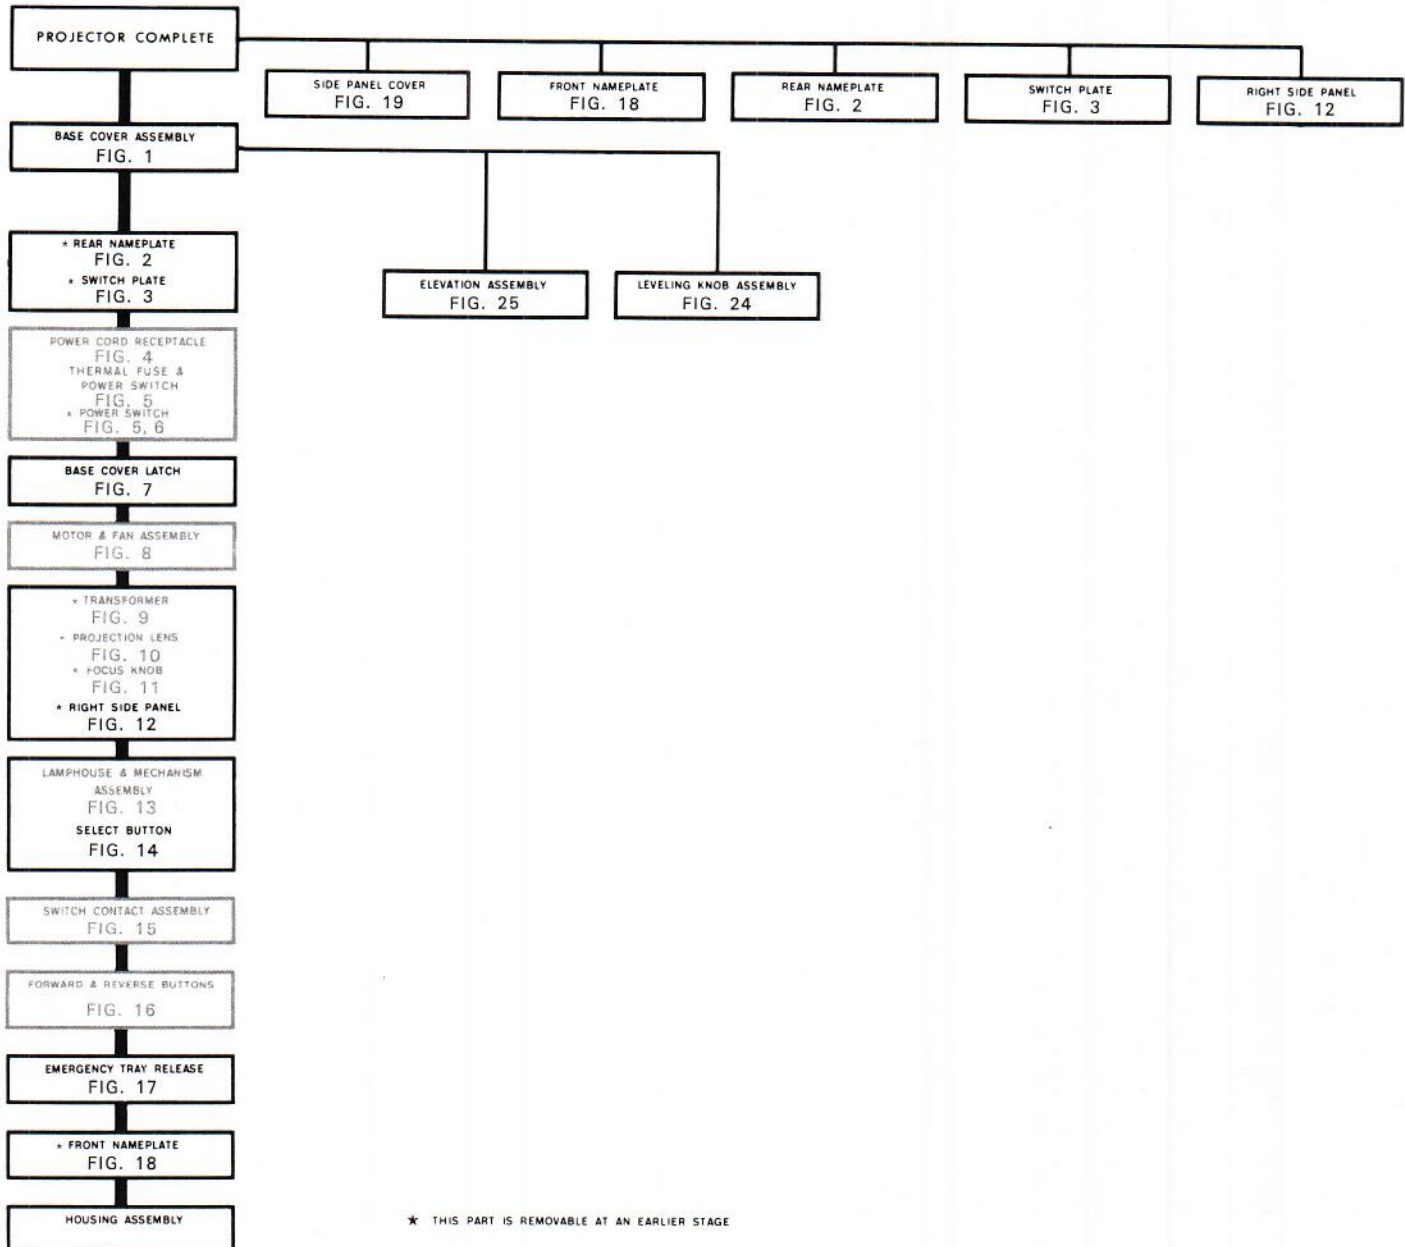 PROJECTOR COMPLETE
SIDE PANEL COVER
FIG. 19
FRONT NAMEPLATE
FIG. 18
REAR NAMEPLATE
FIG. 2
SWITCH PLATE
FIG. 3
RIGHT SIDE PANEL
FIG. 12
BASE COVER ASSEMBLY
FIG. 1
ELEVATION ASSEMBLY
FIG. 25
LEVELING KNOB ASSEMBLY
FIG. 24
* REAR NAMEPLATE
FIG. 2
* SWITCH PLATE
FIG. 3
POWER CORD RECEPTACLE
FIG. 4
THERMAL FUSE &
POWER SWITCH
FIG. 5
* POWER SWITCH
FIG. 5, 6
BASE COVER LATCH
FIG. 7
MOTOR & FAN ASSEMBLY
FIG. 8
* TRANSFORMER
FIG. 9
* PROJECTION LENS
FIG. 10
* FOCUS KNOB
FIG. 11
* RIGHT SIDE PANEL
FIG. 12
LAMPHOUSE & MECHANISM
ASSEMBLY
FIG. 13
SELECT BUTTON
FIG. 14
SWITCH CONTACT ASSEMBLY
FIG. 15
FORWARD & REVERSE BUTTONS
FIG. 16
EMERGENCY TRAY RELEASE
FIG. 17
* FRONT NAMEPLATE
FIG. 18
HOUSING ASSEMBLY
★ THIS PART IS REMOVABLE AT AN EARLIER STAGE